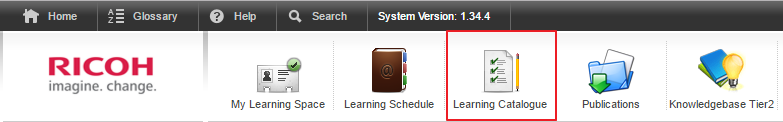 Home Glossary Help Search System Version: 1.34.4
RICOH
imagine. change.
My Learning Space Learning Schedule Learning Catalogue Publications Knowledgebase Tier2